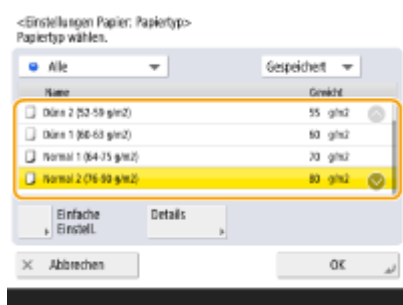 <Einstellungen Papier: Papiertyp>
Papiertyp wählen.
Alle Gespeichert
Name Gewicht
Dünn 2 (52-59 g/m2) 55 g/m2
Dünn 1 (60-63 g/m2) 60 g/m2
Normal 1 (64-75 g/m2) 70 g/m2
Normal 2 (76-90 g/m2) 80 g/m2
Einfache Details
Einstell.
Abbrechen OK